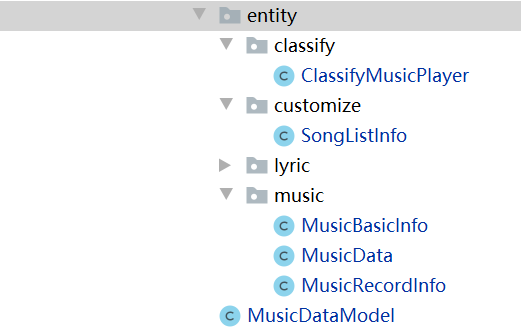 entity
classify
C ClassifyMusicPlayer
customize
C SongListInfo
lyric
music
C MusicBasicInfo
C MusicData
C MusicRecordInfo
C MusicDataModel